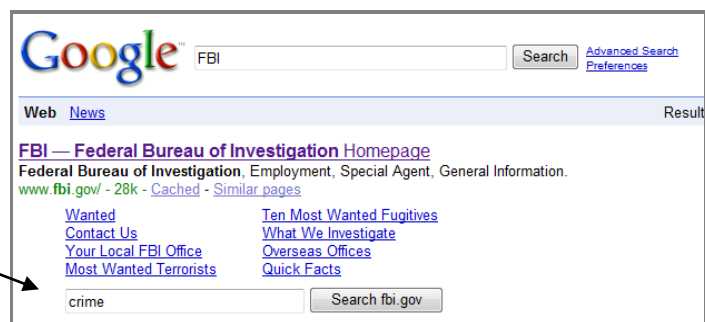 Google™ FBI Search Advanced Search
Preferences
Web News Result
FBI — Federal Bureau of Investigation Homepage
Federal Bureau of Investigation, Employment, Special Agent, General Information.
www.fbi.gov/ - 28k - Cached - Similar pages
Wanted Ten Most Wanted Fugitives
Contact Us What We Investigate
Your Local FBI Office Overseas Offices
Most Wanted Terrorists Quick Facts
crime Search fbi.gov